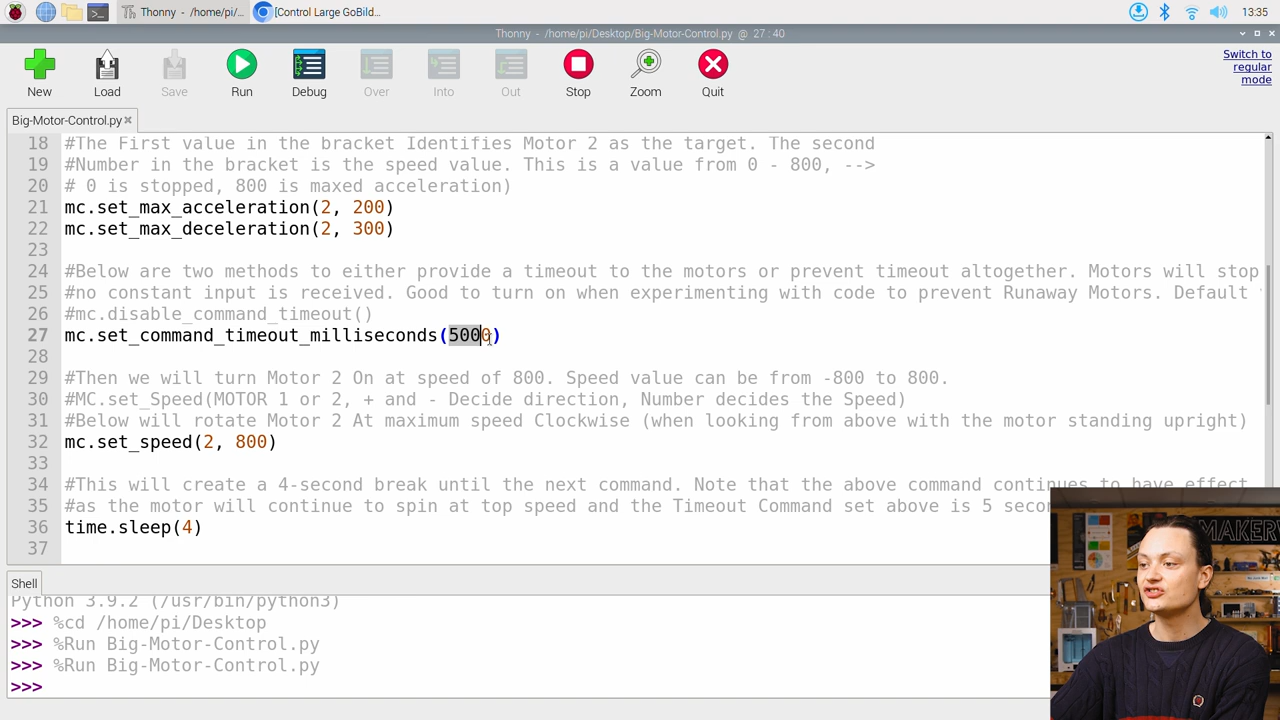 Thonny - /home/pi/...
[Control Large GoBild...
13:35
Thonny - /home/pi/Desktop/Big-Motor-Control.py @ 27:40
New
Load
Save
Run
Debug
Over
Into
Out
Stop
Zoom
Quit
Switch to
regular
mode
Big-Motor-Control.py
18 #The First value in the bracket Identifies Motor 2 as the target. The second
19 #Number in the bracket is the speed value. This is a value from 0 - 800, -->
20 # 0 is stopped, 800 is maxed acceleration)
21 mc.set_max_acceleration(2, 200)
22 mc.set_max_deceleration(2, 300)
23
24 #Below are two methods to either provide a timeout to the motors or prevent timeout altogether. Motors will stop
25 #no constant input is received. Good to turn on when experimenting with code to prevent Runaway Motors. Default
26 #mc.disable_command_timeout()
27 mc.set_command_timeout_milliseconds(5000)
28
29 #Then we will turn Motor 2 On at speed of 800. Speed value can be from -800 to 800.
30 #MC.set_Speed(MOTOR 1 or 2, + and - Decide direction, Number decides the Speed)
31 #Below will rotate Motor 2 At maximum speed Clockwise (when looking from above with the motor standing upright)
32 mc.set_speed(2, 800)
33
34 #This will create a 4-second break until the next command. Note that the above command continues to have effect
35 #as the motor will continue to spin at top speed and the Timeout Command set above is 5 secon
36 time.sleep(4)
37
Shell
Python 3.9.2 (/usr/bin/python3)
>>> %cd /home/pi/Desktop
>>> %Run Big-Motor-Control.py
>>> %Run Big-Motor-Control.py
>>>
MAKERV